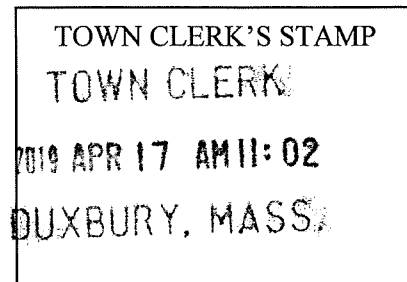 TOWN CLERK'S STAMP
TOWN CLERK
2019 APR 17 AM 11:02
DUXBURY, MASS.